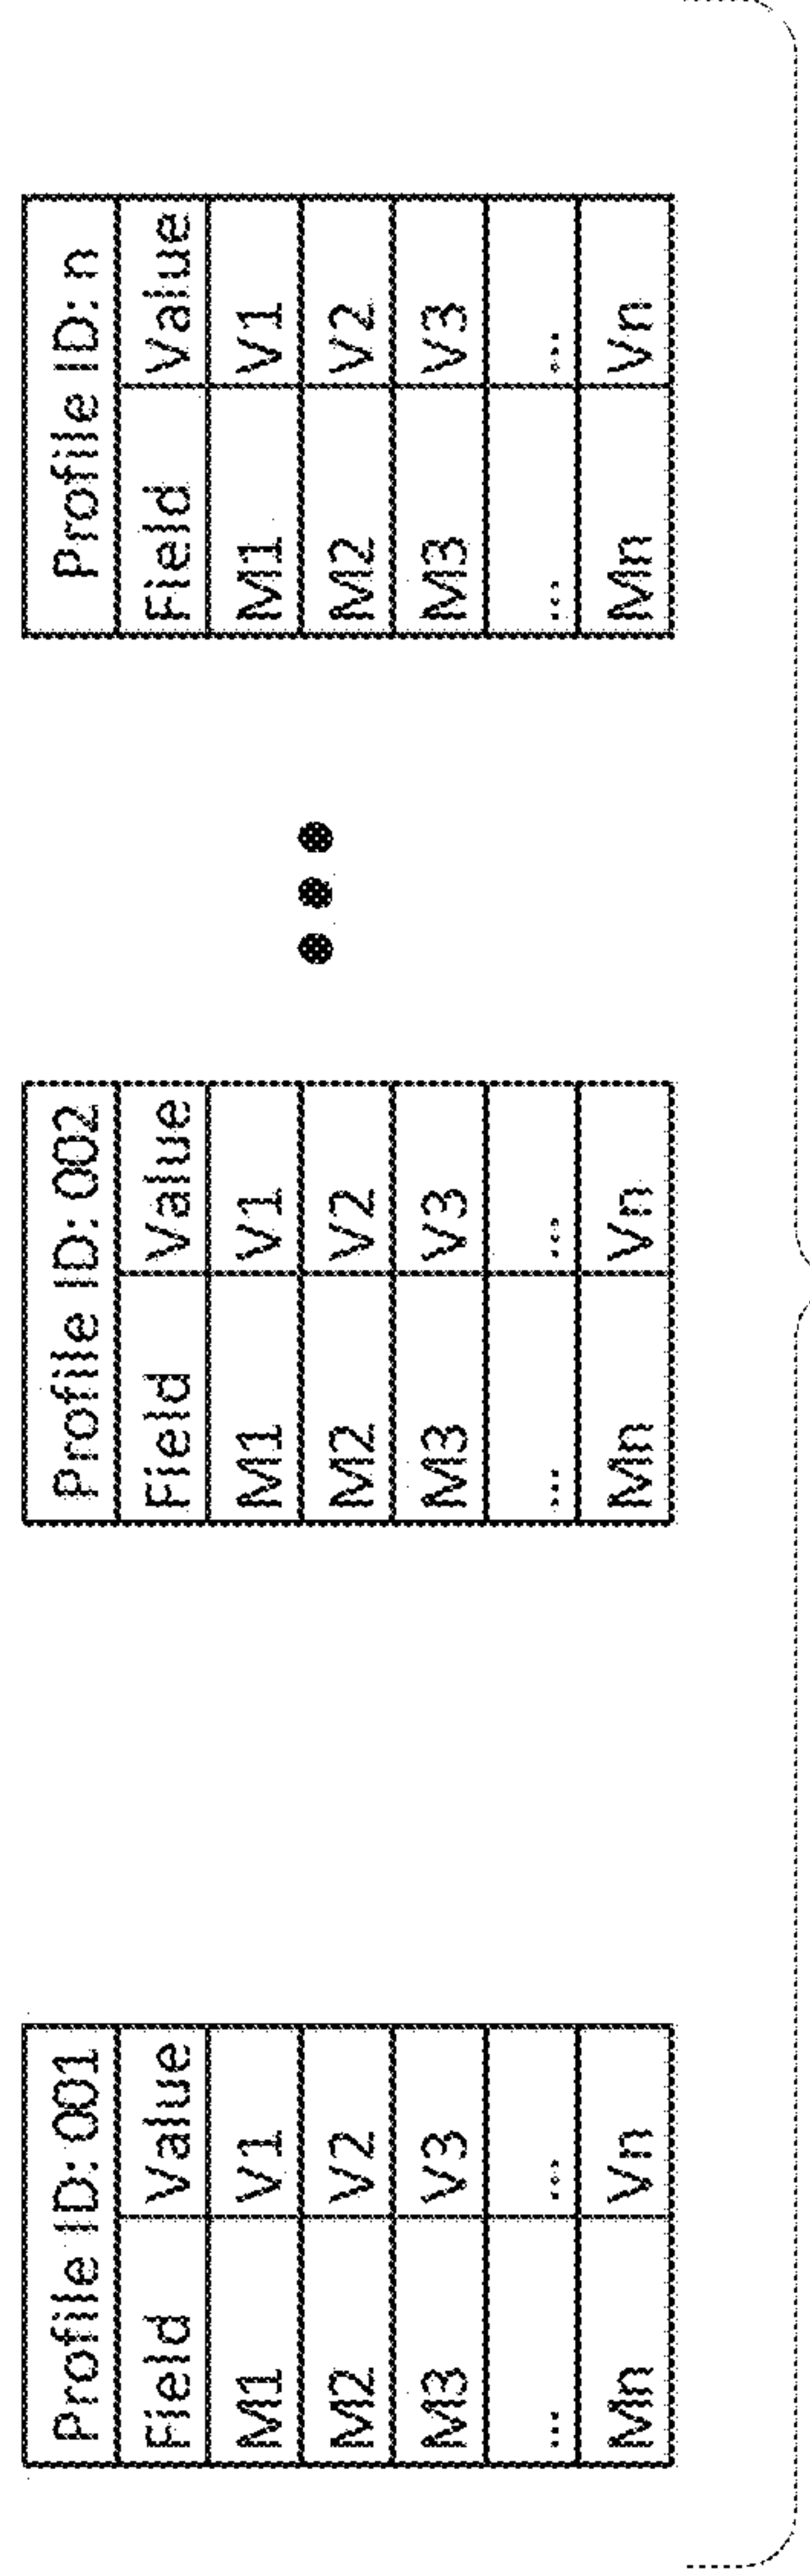 Profile ID: 001
Field Value
M1 V1
M2 V2
M3 V3
... ...
Mn Vn
Profile ID: 002
Field Value
M1 V1
M2 V2
M3 V3
... ...
Mn Vn
Profile ID: n
Field Value
M1 V1
M2 V2
M3 V3
... ...
Mn Vn